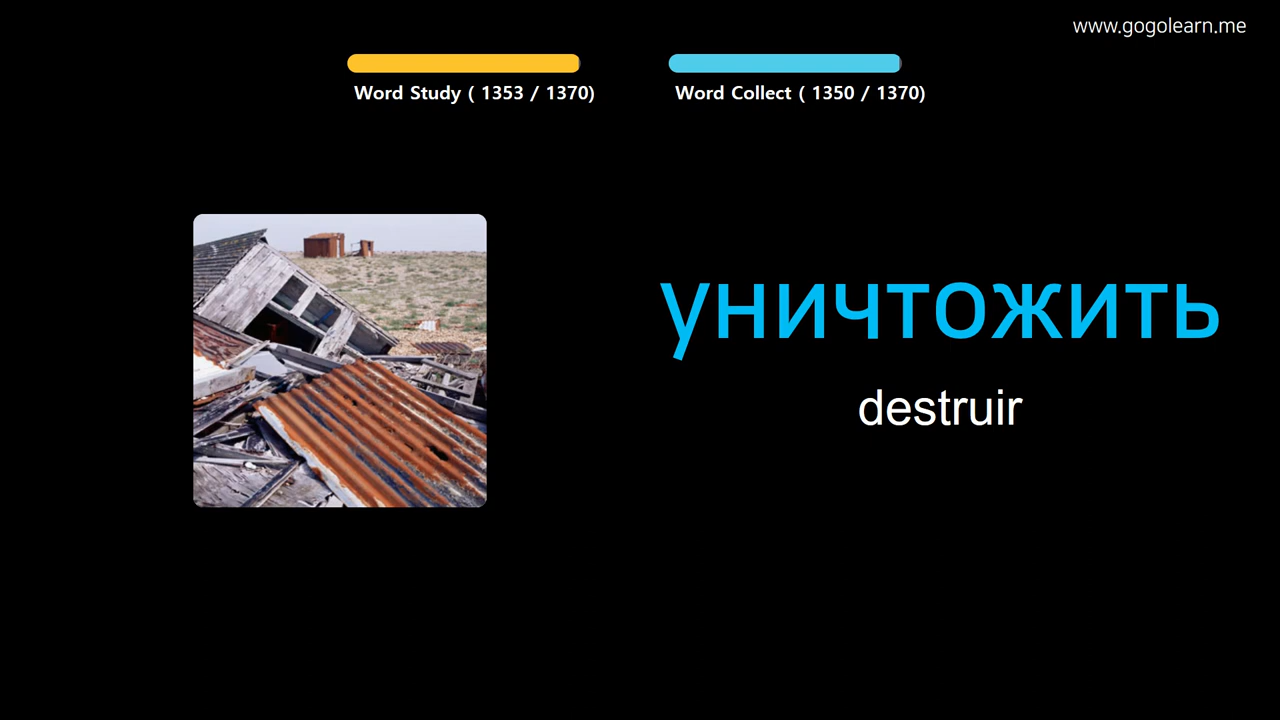 www.gogolearn.me
Word Study ( 1353 / 1370)
Word Collect ( 1350 / 1370)
уничтожить
destruir